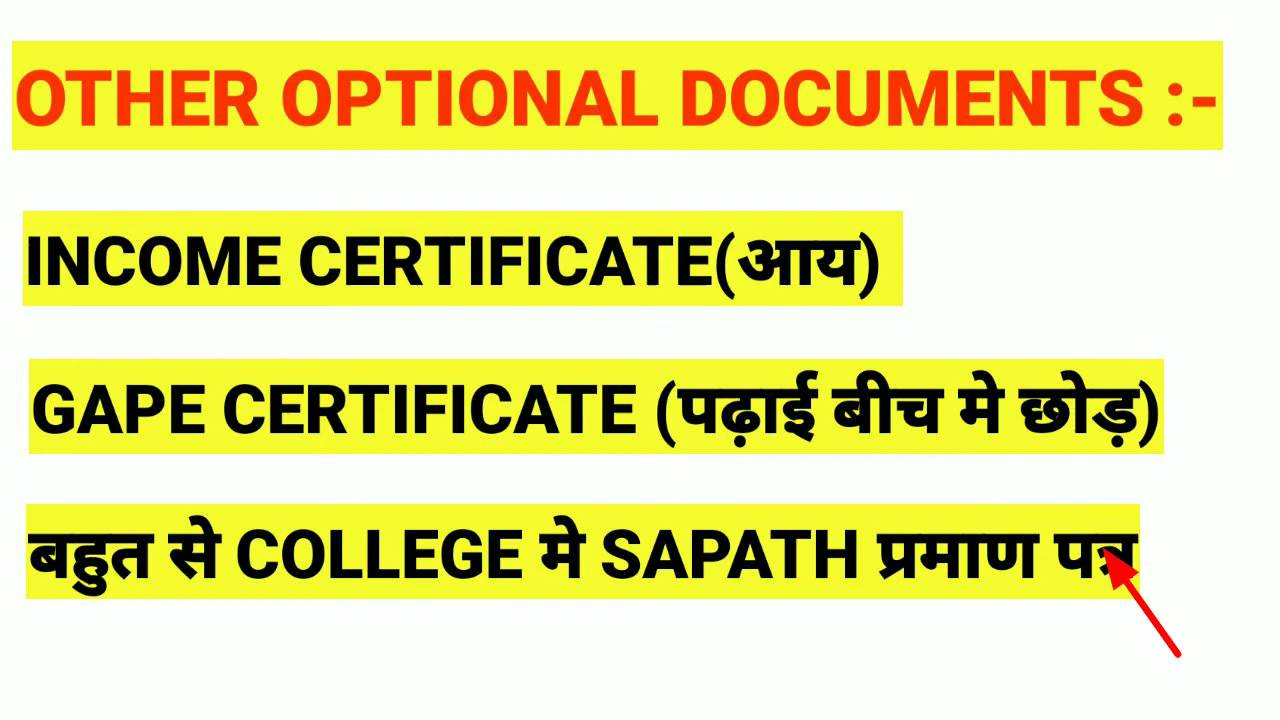 OTHER OPTIONAL DOCUMENTS :-
INCOME CERTIFICATE(आय)
GAPE CERTIFICATE (पढ़ाई बीच मे छोड़)
बहुत से COLLEGE मे SAPATH प्रमाण पत्र